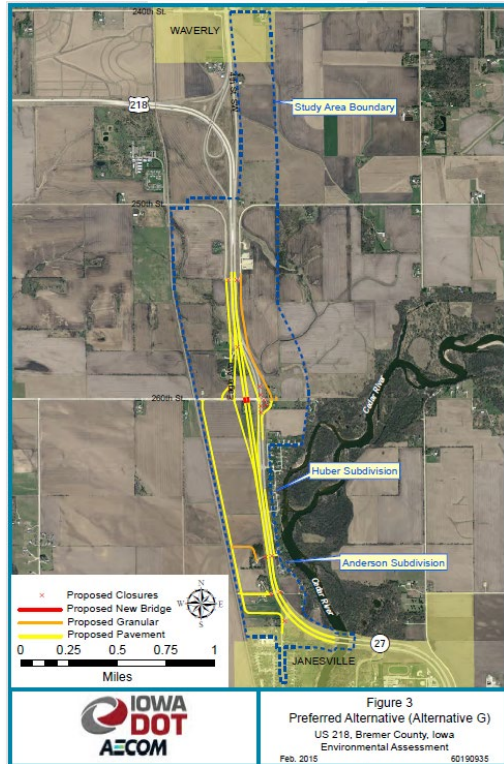 240th St.
WAVERLY
218
Study Area Boundary
250th St.
260th St.
Cedar River
Huber Subdivision
Anderson Subdivision
Cedar River
27
JANESVILLE
Proposed Closures
Proposed New Bridge
Proposed Granular
Proposed Pavement
N
W E
S
0 0.25 0.5 0.75 1
Miles
IOWA
DOT
AECOM
Figure 3
Preferred Alternative (Alternative G)
US 218, Bremer County, Iowa
Environmental Assessment
Feb. 2015 60190935